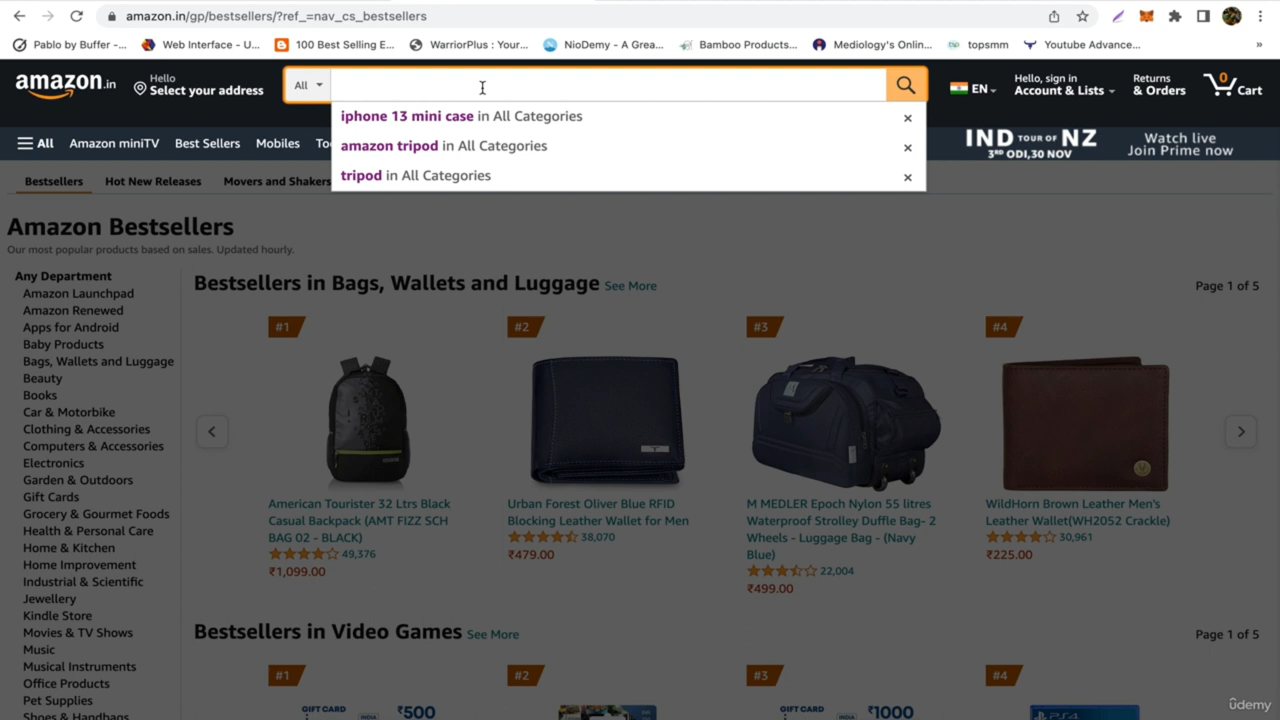 amazon.in/gp/bestsellers/?ref_=nav_cs_bestsellers
Pablo by Buffer -...
Web Interface - U...
100 Best Selling E...
WarriorPlus : Your...
NioDemy - A Grea...
Bamboo Products...
Mediology's Onlin...
topsmm
Youtube Advance...
»
amazon.in
Hello
Select your address
All
EN
Hello, sign in
Account & Lists
Returns
& Orders
0
Cart
iphone 13 mini case in All Categories
amazon tripod in All Categories
tripod in All Categories
All
Amazon miniTV
Best Sellers
Mobiles
IND TOUR OF NZ
3RD ODI,30 NOV
Watch live
Join Prime now
Bestsellers
Hot New Releases
Movers and Shakers
Amazon Bestsellers
Our most popular products based on sales. Updated hourly.
Any Department
Amazon Launchpad
Amazon Renewed
Apps for Android
Baby Products
Bags, Wallets and Luggage
Beauty
Books
Car & Motorbike
Clothing & Accessories
Computers & Accessories
Electronics
Garden & Outdoors
Gift Cards
Grocery & Gourmet Foods
Health & Personal Care
Home & Kitchen
Home Improvement
Industrial & Scientific
Jewellery
Kindle Store
Movies & TV Shows
Music
Musical Instruments
Office Products
Pet Supplies
Shoes & Handbags
Bestsellers in Bags, Wallets and Luggage See More
Page 1 of 5
#1
American Tourister 32 Ltrs Black
Casual Backpack (AMT FIZZ SCH
BAG 02 - BLACK)
49,376
₹1,099.00
#2
Urban Forest Oliver Blue RFID
Blocking Leather Wallet for Men
38,070
₹479.00
#3
M MEDLER Epoch Nylon 55 litres
Waterproof Strolley Duffle Bag- 2
Wheels - Luggage Bag - (Navy
Blue)
22,004
₹499.00
#4
WildHorn Brown Leather Men's
Leather Wallet(WH2052 Crackle)
30,961
₹225.00
Bestsellers in Video Games See More
Page 1 of 5
#1
GIFT CARD
INDIA
₹500
#2
#3
GIFT CARD
INDIA
₹1000
#4
PS4
udemy